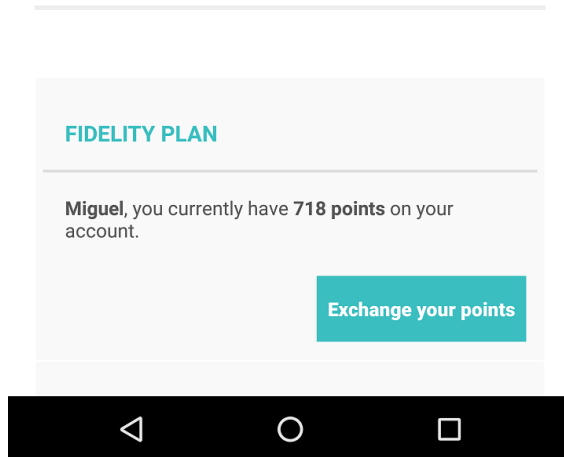 FIDELITY PLAN
Miguel, you currently have 718 points on your
account.
Exchange your points